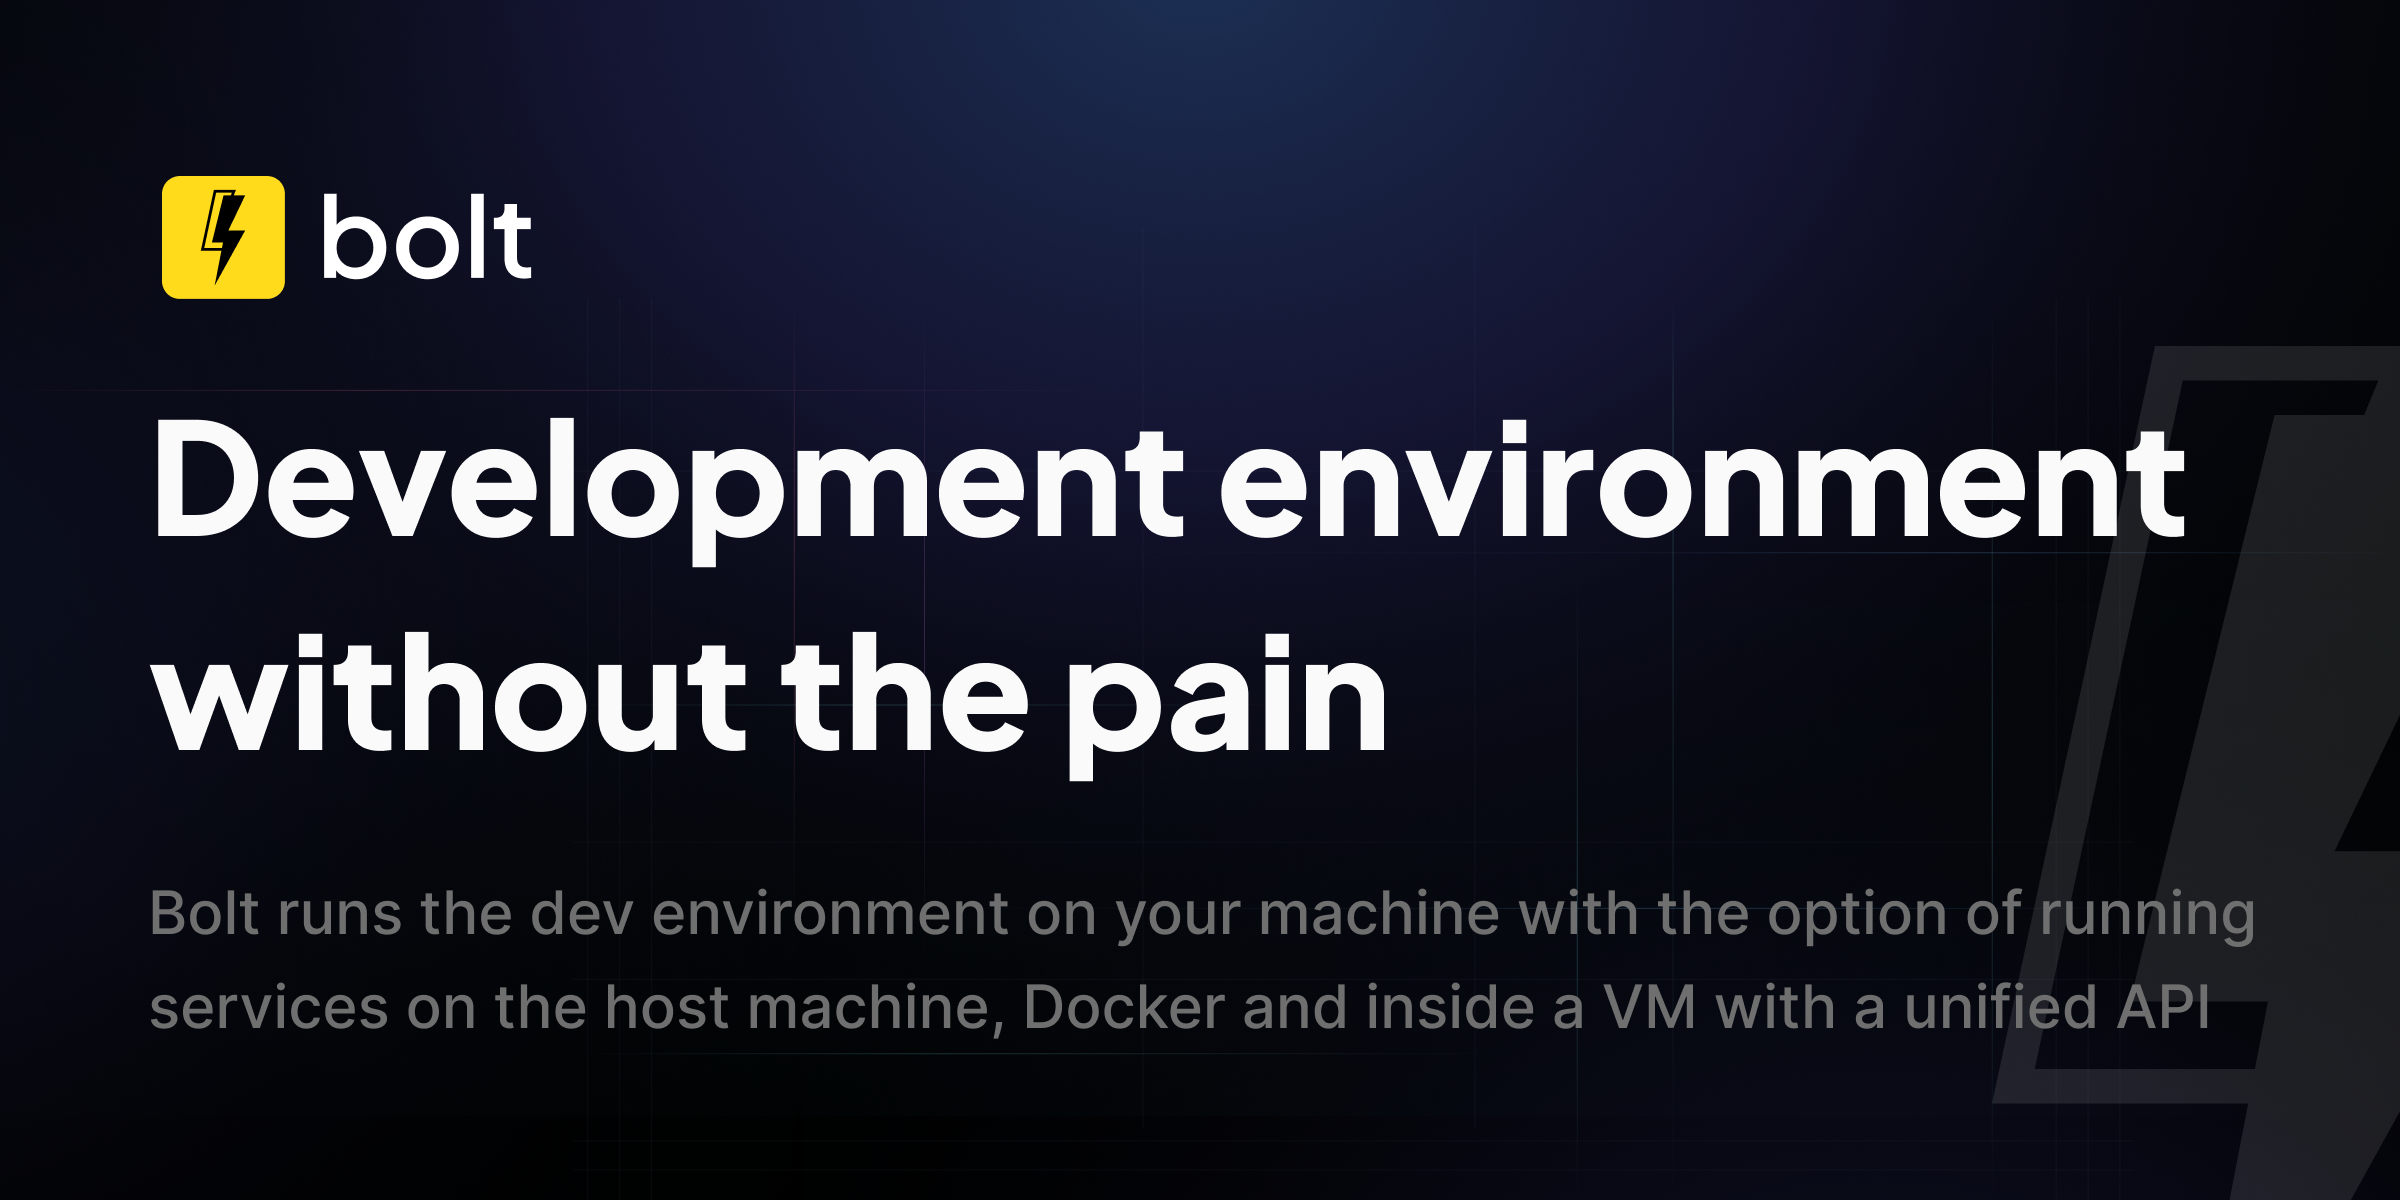 bolt
Development environment
without the pain
Bolt runs the dev environment on your machine with the option of running
services on the host machine, Docker and inside a VM with a unified API